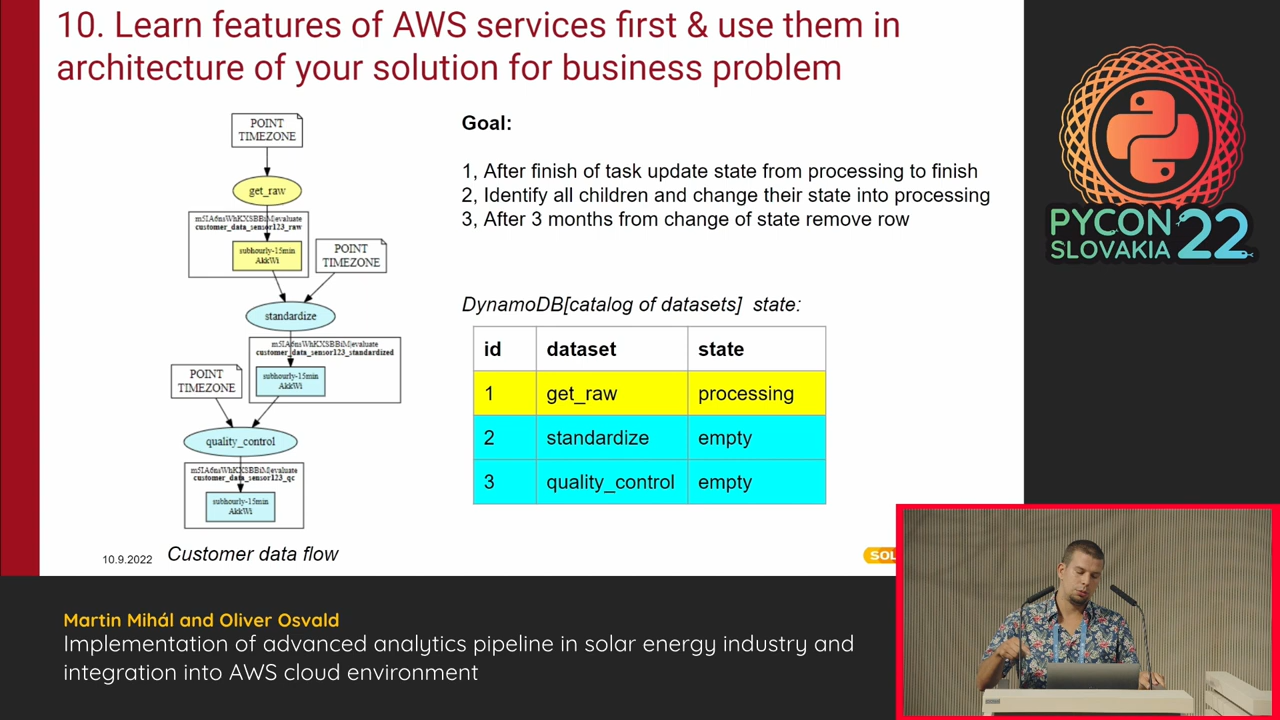 10. Learn features of AWS services first & use them in
architecture of your solution for business problem
POINT
TIMEZONE
get_raw
customer_data_sensor123_raw
subhourly-15min
AkkWi
POINT
TIMEZONE
standardize
customer_data_sensor123_standardized
subhourly-15min
AkkWi
POINT
TIMEZONE
quality_control
customer_data_sensor123_qc
subhourly-15min
AkkWi
Customer data flow
10.9.2022
Goal:
1, After finish of task update state from processing to finish
2, Identify all children and change their state into processing
3, After 3 months from change of state remove row
DynamoDB[catalog of datasets] state:
id dataset state
1 get_raw processing
2 standardize empty
3 quality_control empty
SOL
PYCON
SLOVAKIA 22
Martin Mihál and Oliver Osvald
Implementation of advanced analytics pipeline in solar energy industry and
integration into AWS cloud environment